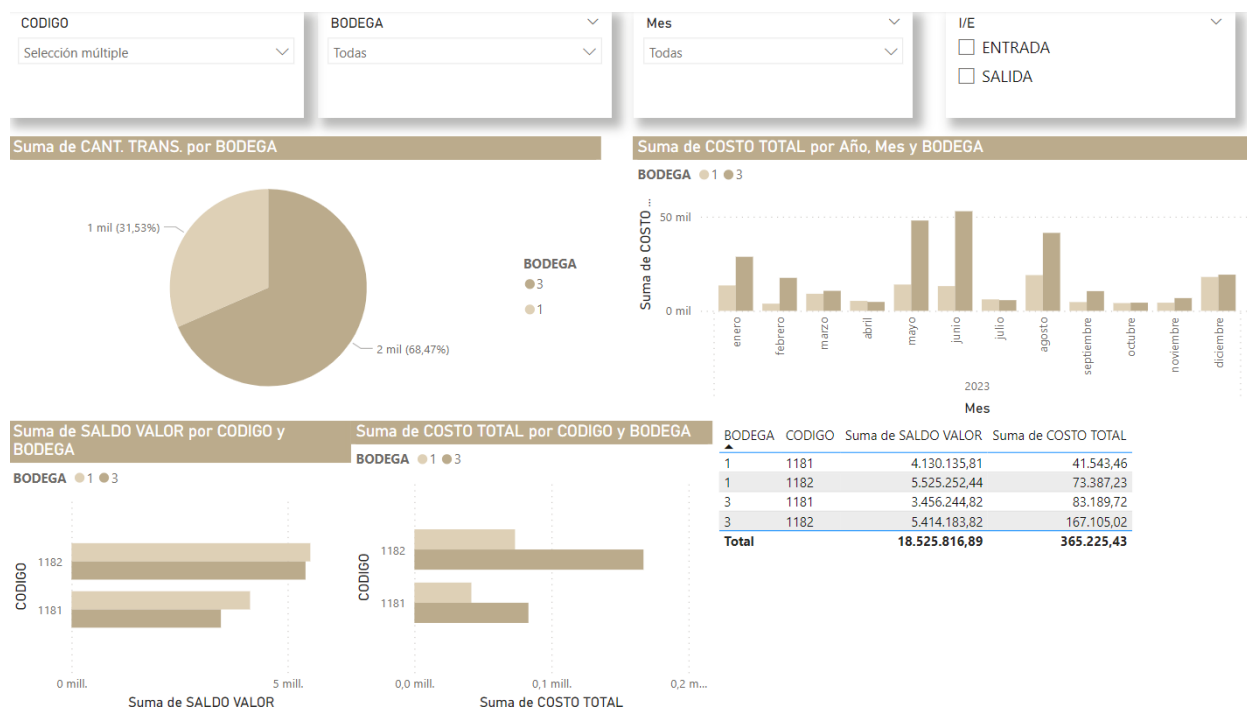 CODIGO
Selección múltiple
BODEGA
Todas
Mes
Todas
I/E
ENTRADA
SALIDA
Suma de CANT. TRANS. por BODEGA
1 mil (31,53%)
2 mil (68,47%)
BODEGA
3
1
Suma de COSTO TOTAL por Año, Mes y BODEGA
BODEGA 1 3
Suma de COSTO ...
50 mil
0 mil
enero
febrero
marzo
abril
mayo
junio
julio
agosto
septiembre
octubre
noviembre
diciembre
2023
Mes
Suma de SALDO VALOR por CODIGO y
BODEGA
BODEGA 1 3
CODIGO
1182
1181
0 mill. 5 mill.
Suma de SALDO VALOR
Suma de COSTO TOTAL por CODIGO y BODEGA
BODEGA 1 3
CODIGO
1182
1181
0,0 mill. 0,1 mill. 0,2 m...
Suma de COSTO TOTAL
BODEGA CODIGO Suma de SALDO VALOR Suma de COSTO TOTAL
1 1181 4.130.135,81 41.543,46
1 1182 5.525.252,44 73.387,23
3 1181 3.456.244,82 83.189,72
3 1182 5.414.183,82 167.105,02
Total 18.525.816,89 365.225,43